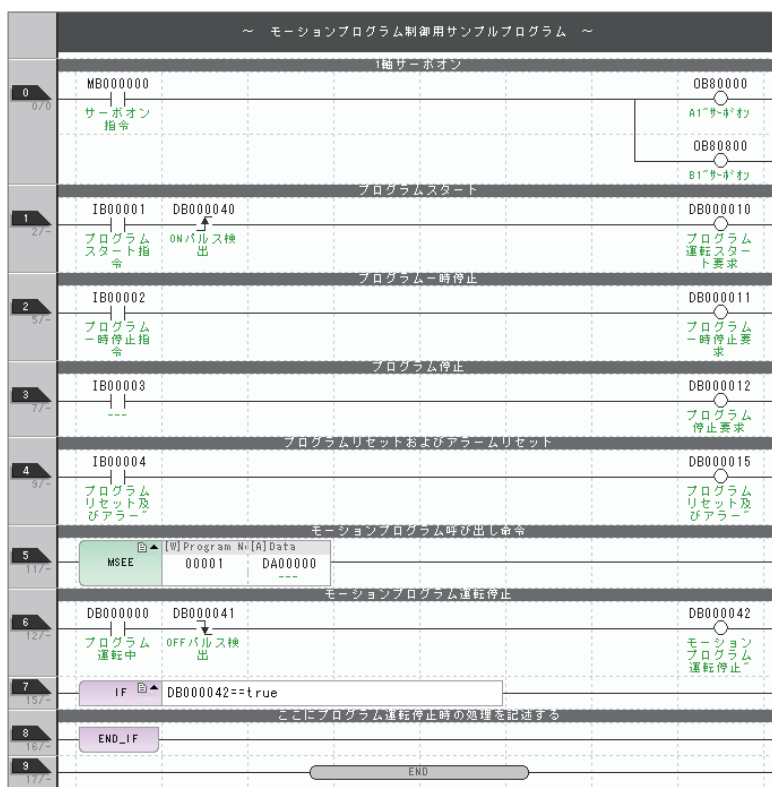 ～ モーションプログラム制御用サンプルプログラム ～
1軸サーボオン
0
0/0
MB000000
OB80000
サーボオン
指令
A1ｻｰﾎﾞｵﾝ
OB80800
B1ｻｰﾎﾞｵﾝ
プログラムスタート
1
2/-
IB00001 DB000040
DB000010
プログラム
スタート指
令
ONパルス検
出
プログラム
運転スター
ト要求
プログラム一時停止
2
5/-
IB00002
DB000011
プログラム
一時停止指
令
プログラム
一時停止要
求
プログラム停止
3
7/-
IB00003
DB000012
---
プログラム
停止要求
プログラムリセットおよびアラームリセット
4
9/-
IB00004
DB000015
プログラム
リセット及
びアラー~
プログラム
リセット及
びアラー~
モーションプログラム呼び出し命令
5
11/-
MSEE
[W]Program N [A]Data
00001 DA00000
---
モーションプログラム運転停止
6
12/-
DB000000 DB000041
DB000042
プログラム
運転中
OFFパルス検
出
モーション
プログラム
運転停止~
7
15/-
IF DB000042==true
ここにプログラム運転停止時の処理を記述する
8
16/-
END_IF
9
17/-
END